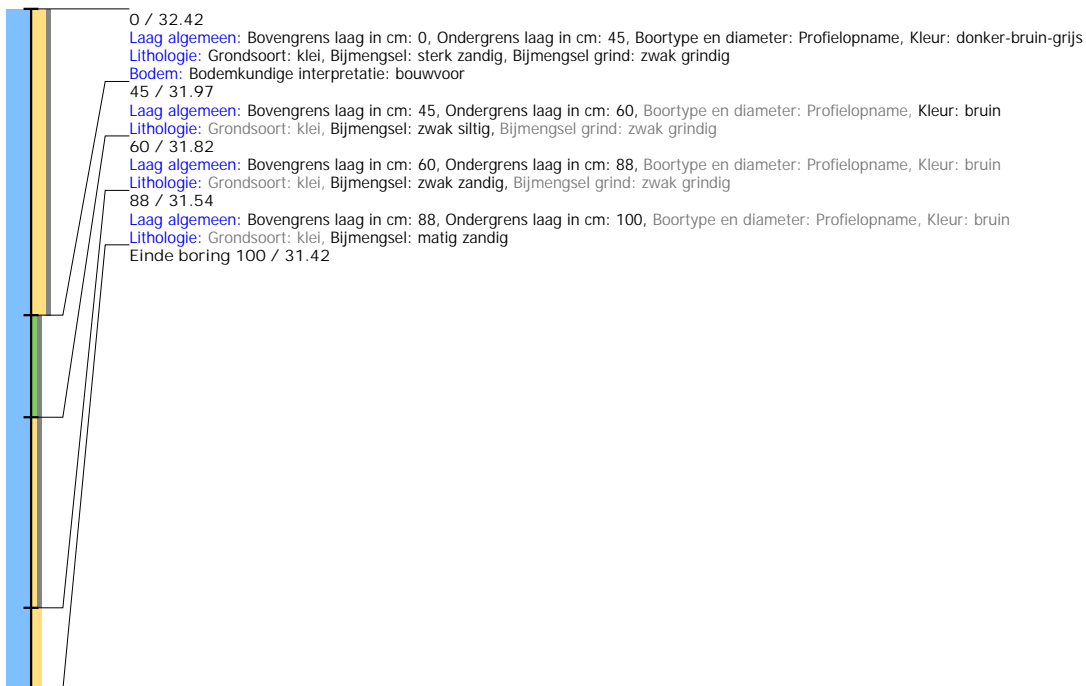 0 / 32.42
Laag algemeen: Bovengrens laag in cm: 0, Ondergrens laag in cm: 45, Boortype en diameter: Profielopname, Kleur: donker-bruin-grijs
Lithologie: Grondsoort: klei, Bijmengsel: sterk zandig, Bijmengsel grind: zwak grindig
Bodem: Bodemkundige interpretatie: bouwvoor
45 / 31.97
Laag algemeen: Bovengrens laag in cm: 45, Ondergrens laag in cm: 60, Boortype en diameter: Profielopname, Kleur: bruin
Lithologie: Grondsoort: klei, Bijmengsel: zwak siltig, Bijmengsel grind: zwak grindig
60 / 31.82
Laag algemeen: Bovengrens laag in cm: 60, Ondergrens laag in cm: 88, Boortype en diameter: Profielopname, Kleur: bruin
Lithologie: Grondsoort: klei, Bijmengsel: zwak zandig, Bijmengsel grind: zwak grindig
88 / 31.54
Laag algemeen: Bovengrens laag in cm: 88, Ondergrens laag in cm: 100, Boortype en diameter: Profielopname, Kleur: bruin
Lithologie: Grondsoort: klei, Bijmengsel: matig zandig
Einde boring 100 / 31.42